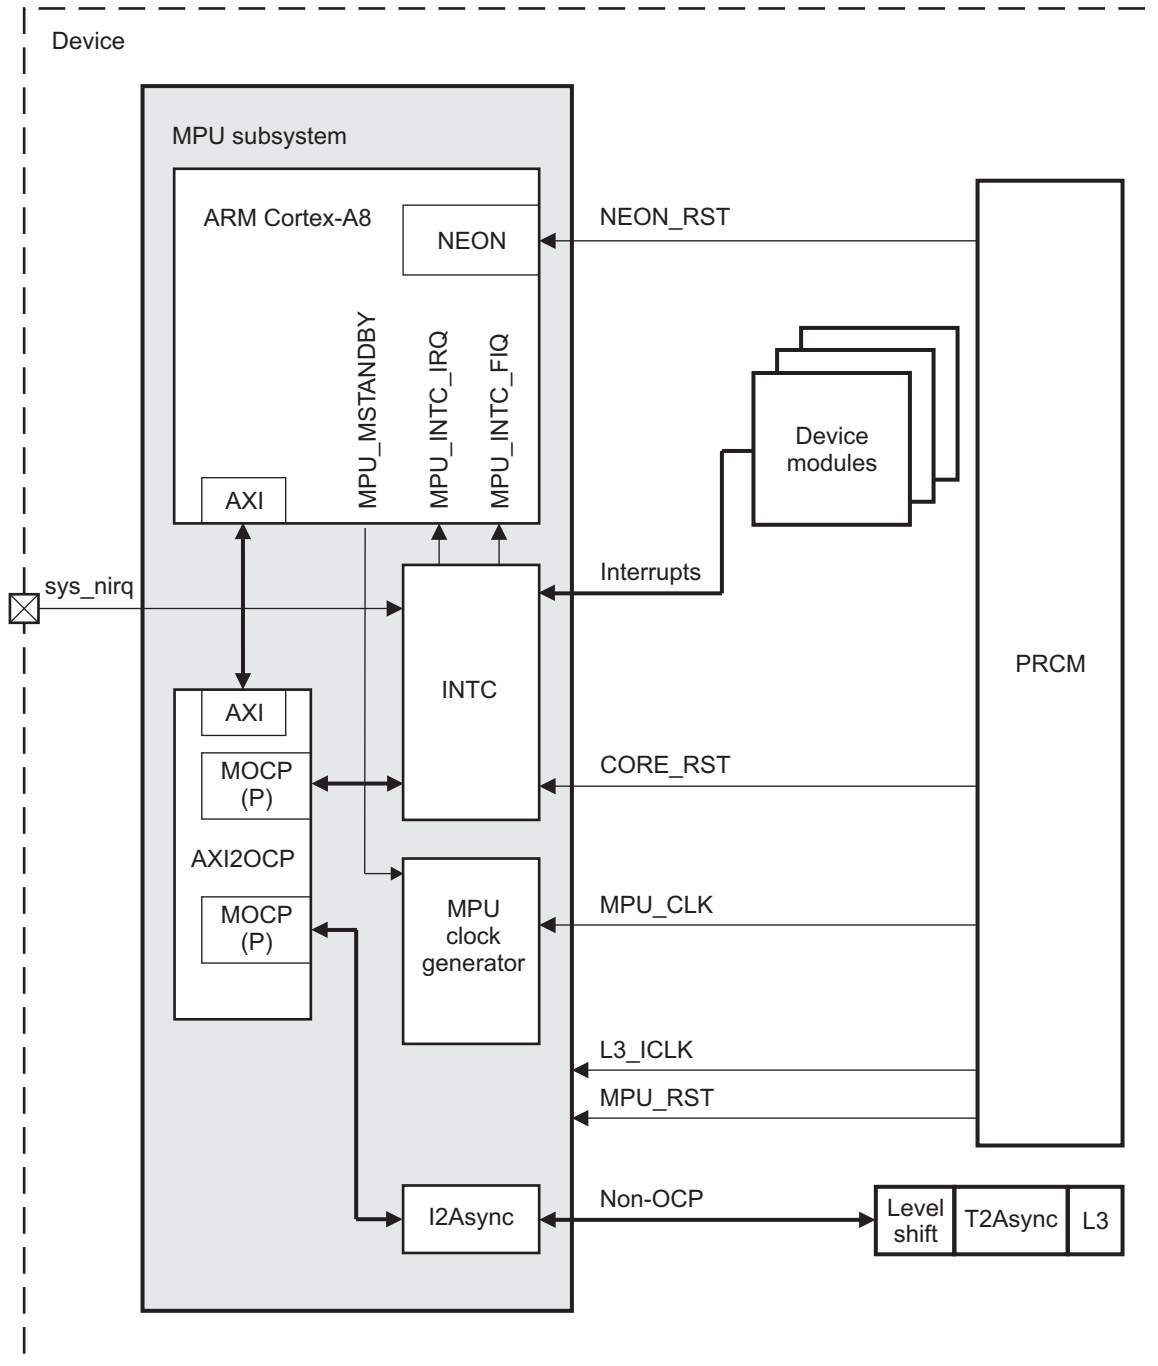 Device
MPU subsystem
ARM Cortex-A8
NEON
NEON_RST
MPU_MSTANDBY
MPU_INTC_IRQ
MPU_INTC_FIQ
Device
modules
AXI
Interrupts
sys_nirq
PRCM
INTC
AXI
MOCP
(P)
CORE_RST
AXI2OCP
MPU
clock
generator
MPU_CLK
MOCP
(P)
L3_ICLK
MPU_RST
I2Async
Non-OCP
Level
shift
T2Async
L3